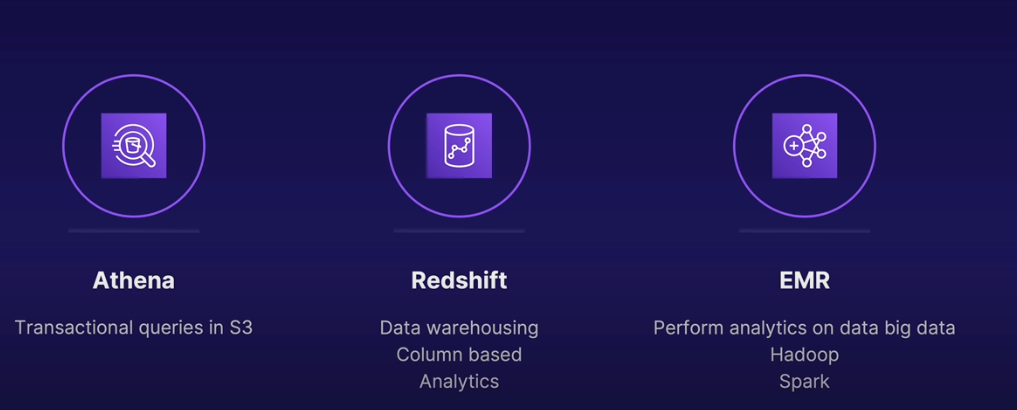 Athena
Transactional queries in S3
Redshift
Data warehousing
Column based
Analytics
EMR
Perform analytics on data big data
Hadoop
Spark